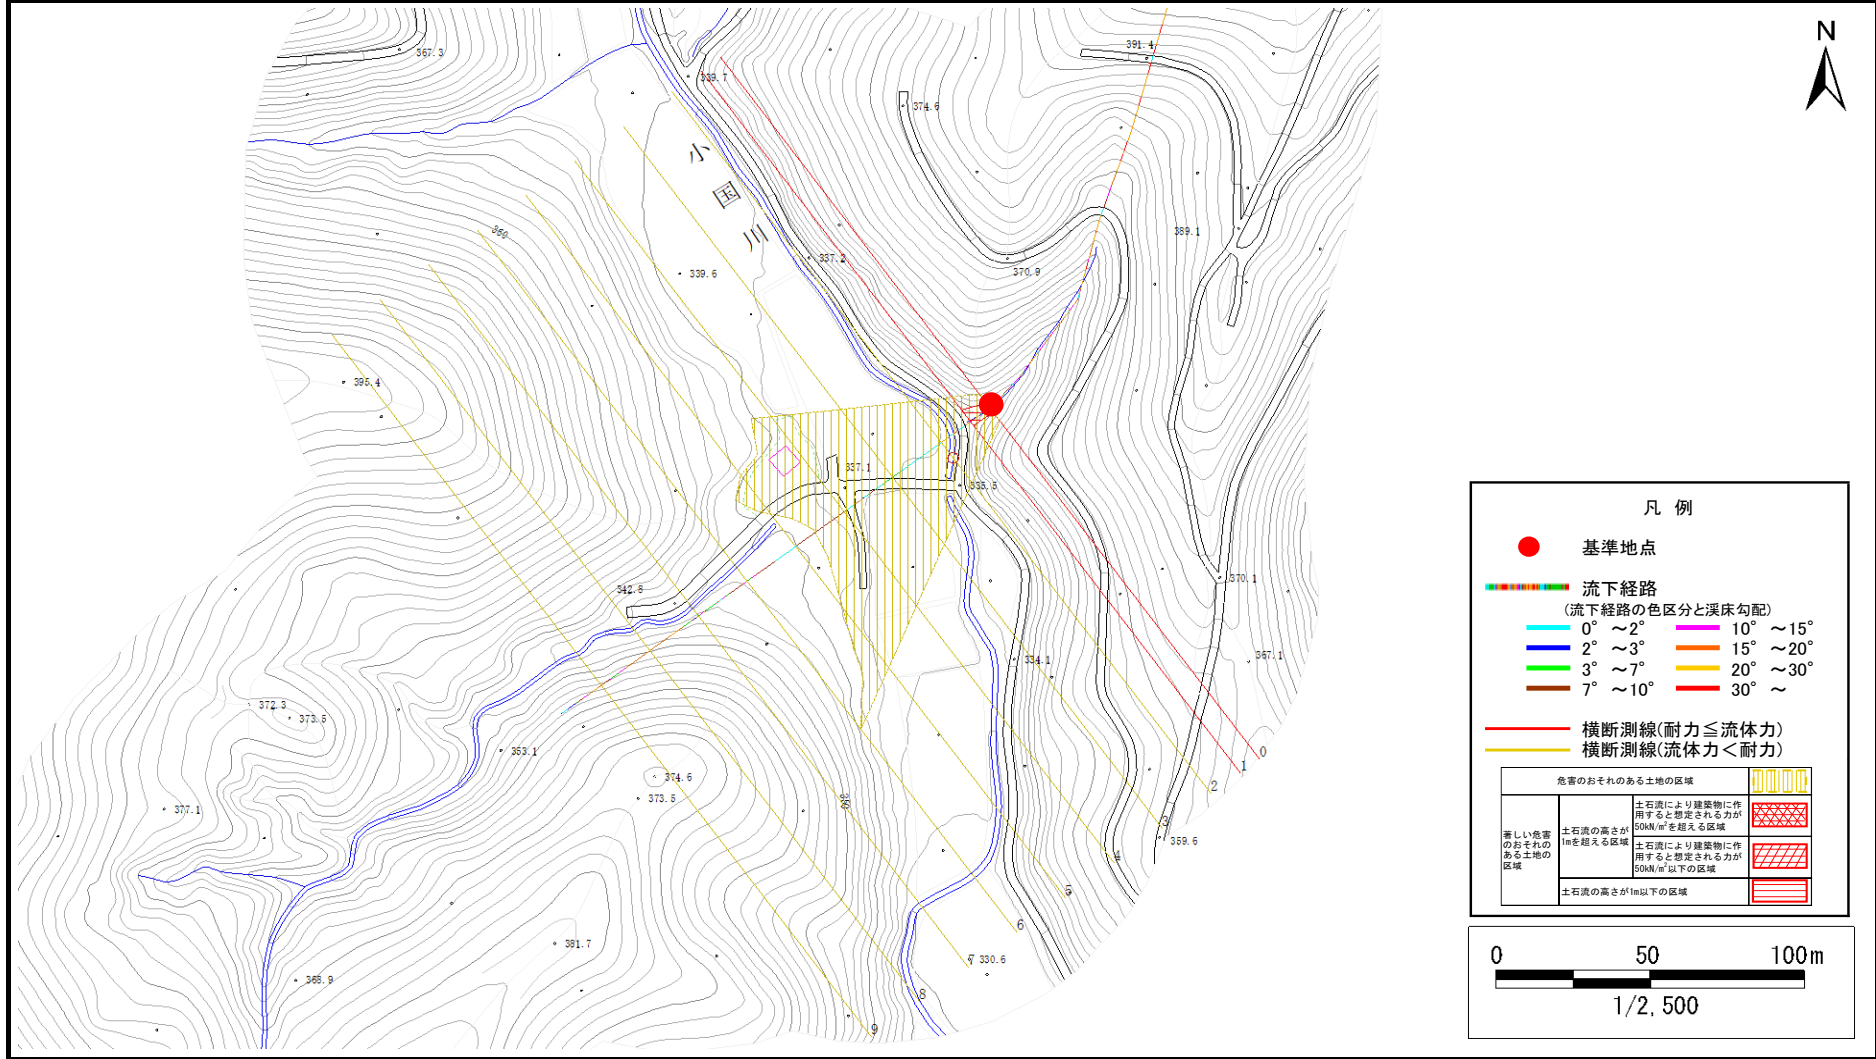 N
391.4
367.3
339.7
374.6
小
国
川
389.1
350
337.2
370.9
339.6
395.4
337.1
335.5
370.1
342.8
334.1
367.1
372.3
373.5
353.1
0
1
374.6
2
373.5
350
377.1
3
359.6
4
5
6
381.7
7
330.6
368.9
8
9
凡 例
基準地点
流下経路
(流下経路の色区分と渓床勾配)
0° ～2° 10° ～15°
2° ～3° 15° ～20°
3° ～7° 20° ～30°
7° ～10° 30° ～
横断測線(耐力≦流体力)
横断測線(流体力＜耐力)
危害のおそれのある土地の区域
著しい危害
のおそれの
ある土地の
区域
土石流の高さが
1mを超える区域
土石流により建築物に作
用すると想定される力が
50kN/m²を超える区域
土石流により建築物に作
用すると想定される力が
50kN/m²以下の区域
土石流の高さが1m以下の区域
0 50 100m
1/2,500